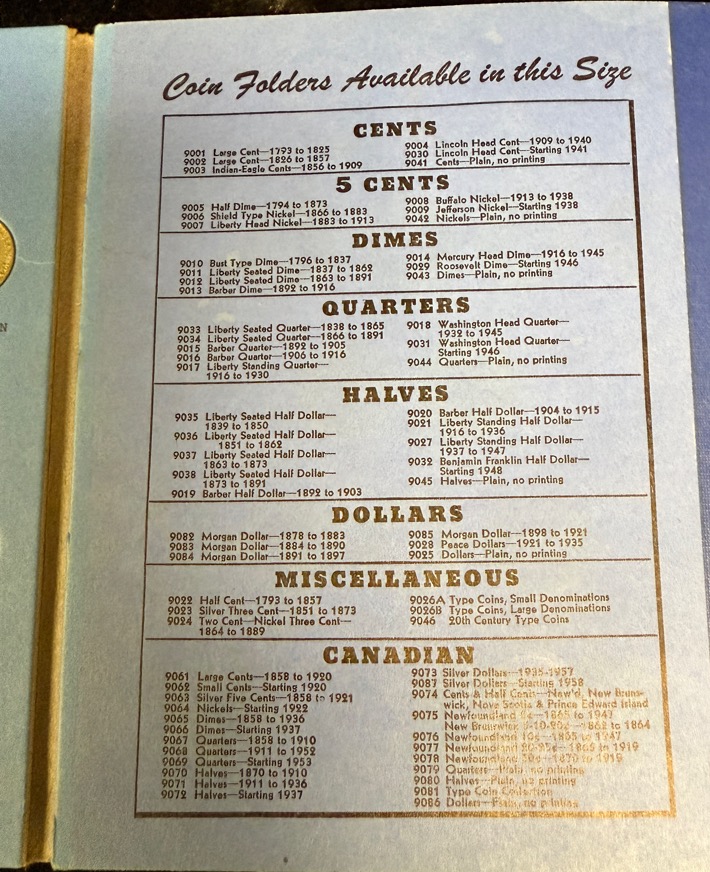 N
Coin Folders Available in this Size
CENTS
9001 Large Cent—1793 to 1825
9002 Large Cent—1826 to 1857
9003 Indian-Eagle Cents—1856 to 1909
9004 Lincoln Head Cent—1909 to 1940
9030 Lincoln Head Cent—Starting 1941
9041 Cents—Plain, no printing
5 CENTS
9005 Half Dime—1794 to 1873
9006 Shield Type Nickel—1866 to 1883
9007 Liberty Head Nickel—1883 to 1913
9008 Buffalo Nickel—1913 to 1938
9009 Jefferson Nickel—Starting 1938
9042 Nickels—Plain, no printing
DIMES
9010 Bust Type Dime—1796 to 1837
9011 Liberty Seated Dime—1837 to 1862
9012 Liberty Seated Dime—1863 to 1891
9013 Barber Dime—1892 to 1916
9014 Mercury Head Dime—1916 to 1945
9029 Roosevelt Dime—Starting 1946
9043 Dimes—Plain, no printing
QUARTERS
9033 Liberty Seated Quarter—1838 to 1865
9034 Liberty Seated Quarter—1866 to 1891
9015 Barber Quarter—1892 to 1905
9016 Barber Quarter—1906 to 1916
9017 Liberty Standing Quarter—
1916 to 1930
9018 Washington Head Quarter—
1932 to 1945
9031 Washington Head Quarter—
Starting 1946
9044 Quarters—Plain, no printing
HALVES
9035 Liberty Seated Half Dollar—
1839 to 1850
9036 Liberty Seated Half Dollar—
1851 to 1862
9037 Liberty Seated Half Dollar—
1863 to 1873
9038 Liberty Seated Half Dollar—
1873 to 1891
9019 Barber Half Dollar—1892 to 1903
9020 Barber Half Dollar—1904 to 1915
9021 Liberty Standing Half Dollar—
1916 to 1936
9027 Liberty Standing Half Dollar—
1937 to 1947
9032 Benjamin Franklin Half Dollar—
Starting 1948
9045 Halves—Plain, no printing
DOLLARS
9082 Morgan Dollar—1878 to 1883
9083 Morgan Dollar—1884 to 1890
9084 Morgan Dollar—1891 to 1897
9085 Morgan Dollar—1898 to 1921
9028 Peace Dollars—1921 to 1935
9025 Dollars—Plain, no printing
MISCELLANEOUS
9022 Half Cent—1793 to 1857
9023 Silver Three Cent—1851 to 1873
9024 Two Cent—Nickel Three Cent—
1864 to 1889
9026A Type Coins, Small Denominations
9026B Type Coins, Large Denominations
9046 20th Century Type Coins
CANADIAN
9061 Large Cents—1858 to 1920
9062 Small Cents—Starting 1920
9063 Silver Five Cents—1858 to 1921
9064 Nickels—Starting 1922
9065 Dimes—1858 to 1936
9066 Dimes—Starting 1937
9067 Quarters—1858 to 1910
9068 Quarters—1911 to 1952
9069 Quarters—Starting 1953
9070 Halves—1870 to 1910
9071 Halves—1911 to 1936
9072 Halves—Starting 1937
9073 Silver Dollars—1935-1957
9087 Silver Dollars—Starting 1958
9074 Cents & Half Cents—New'd, New Bruns-
wick, Nova Scotia & Prince Edward Island
9075 Newfoundland 5¢—1865 to 1947
New Brunswick 1862 to 1864
9076 Newfoundland 10¢—1865 to 1947
9077 Newfoundland 1865 to 1919
9078 Newfoundland 50¢—1870 to 1919
9079 Quarters—Plain, no printing
9080 Halves—Plain, no printing
9081 Type Coin Collection
9086 Dollars—Plain, no printing